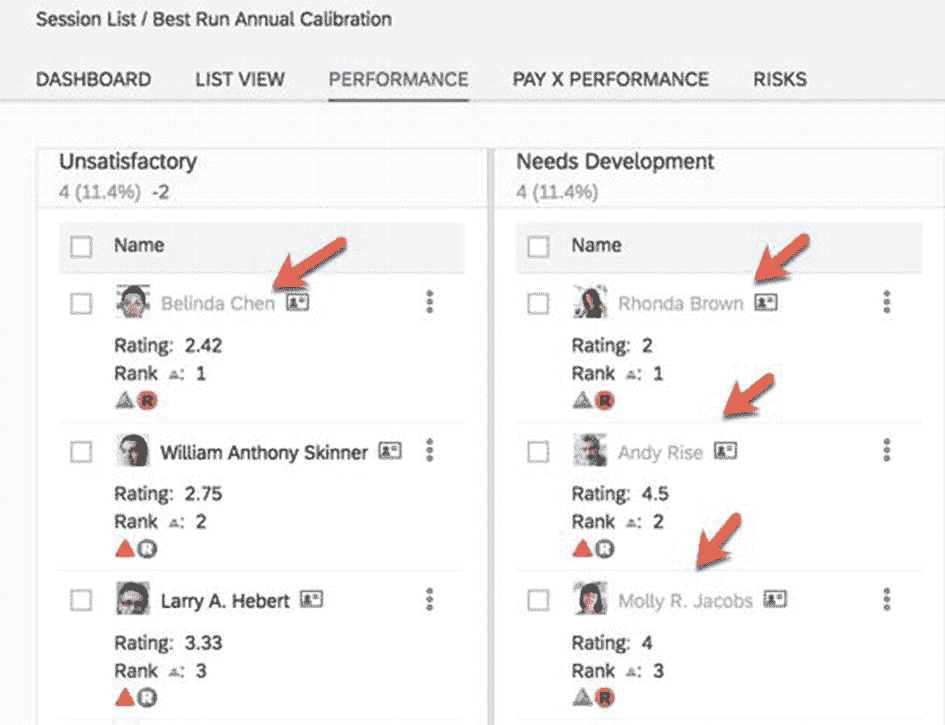 Session List / Best Run Annual Calibration
DASHBOARD LIST VIEW PERFORMANCE PAY X PERFORMANCE RISKS
Unsatisfactory
4 (11.4%) -2
Name
Belinda Chen
Rating: 2.42
Rank : 1
R
William Anthony Skinner
Rating: 2.75
Rank : 2
R
Larry A. Hebert
Rating: 3.33
Rank : 3
R
Needs Development
4 (11.4%)
Name
Rhonda Brown
Rating: 2
Rank : 1
R
Andy Rise
Rating: 4.5
Rank : 2
R
Molly R. Jacobs
Rating: 4
Rank : 3
R